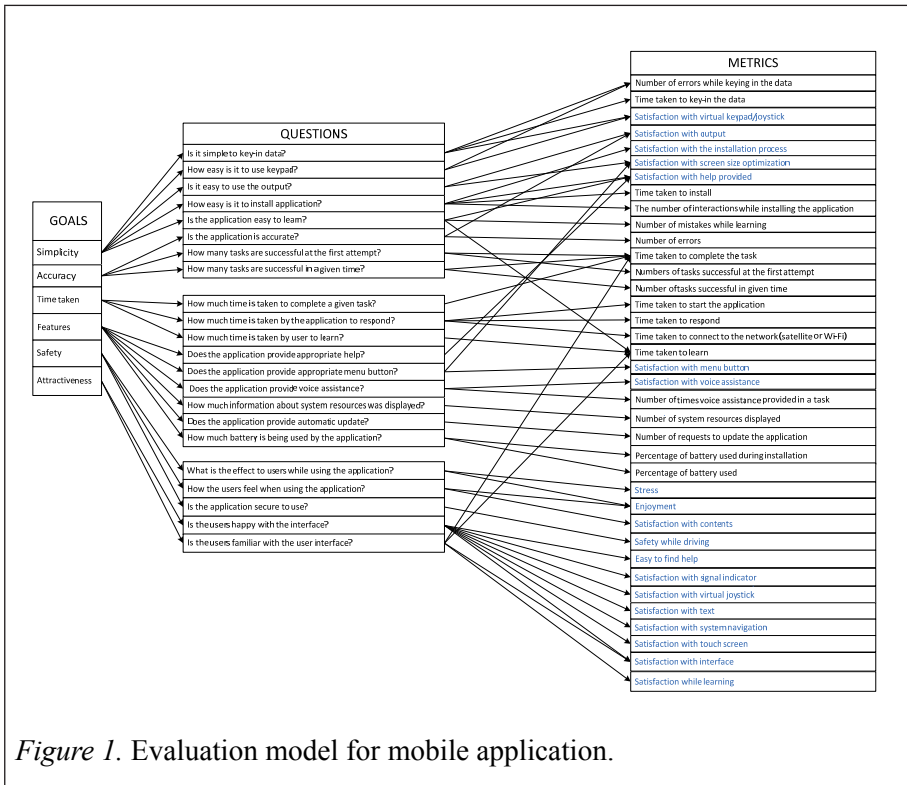 GOALS
Simplicity
Accuracy
Time taken
Features
Safety
Attractiveness
QUESTIONS
Is it simple to key-in data?
How easy is it to use keypad?
Is it easy to use the output?
How easy is it to install application?
Is the application easy to learn?
Is the application is accurate?
How many tasks are successful at the first attempt?
How many tasks are successful in a given time?
How much time is taken to complete a given task?
How much time is taken by the application to respond?
How much time is taken by user to learn?
Does the application provide appropriate help?
Does the application provide appropriate menu button?
Does the application provide voice assistance?
How much information about system resources was displayed?
Does the application provide automatic update?
How much battery is being used by the application?
What is the effect to users while using the application?
How the users feel when using the application?
Is the application secure to use?
Is the users happy with the interface?
Is the users familiar with the user interface?
METRICS
Number of errors while keying in the data
Time taken to key-in the data
Satisfaction with virtual keypad/joystick
Satisfaction with output
Satisfaction with the installation process
Satisfaction with screen size optimization
Satisfaction with help provided
Time taken to install
The number of interactions while installing the application
Number of mistakes while learning
Number of errors
Time taken to complete the task
Numbers of tasks successful at the first attempt
Number of tasks successful in given time
Time taken to start the application
Time taken to respond
Time taken to connect to the network (satellite or Wi-Fi)
Time taken to learn
Satisfaction with menu button
Satisfaction with voice assistance
Number of times voice assistance provided in a task
Number of system resources displayed
Number of requests to update the application
Percentage of battery used during installation
Percentage of battery used
Stress
Enjoyment
Satisfaction with contents
Safety while driving
Easy to find help
Satisfaction with signal indicator
Satisfaction with virtual joystick
Satisfaction with text
Satisfaction with system navigation
Satisfaction with touch screen
Satisfaction with interface
Satisfaction while learning
Figure 1. Evaluation model for mobile application.